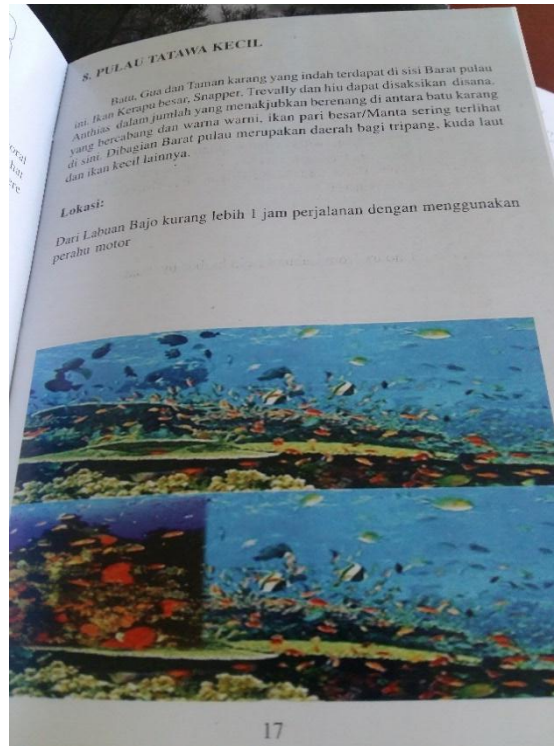 8. PULAU TATAWA KECIL
Batu, Gua dan Taman karang yang indah terdapat di sisi Barat pulau
ini. Ikan Kerapu besar, Snapper, Trevally dan hiu dapat disaksikan disana.
Anthias dalam jumlah yang menakjubkan berenang di antara batu karang
yang bercabang dan warna warni, ikan pari besar/Manta sering terlihat
di sini. Dibagian Barat pulau merupakan daerah bagi tripang, kuda laut
dan ikan kecil lainnya.
Lokasi:
Dari Labuan Bajo kurang lebih 1 jam perjalanan dengan menggunakan
perahu motor
17